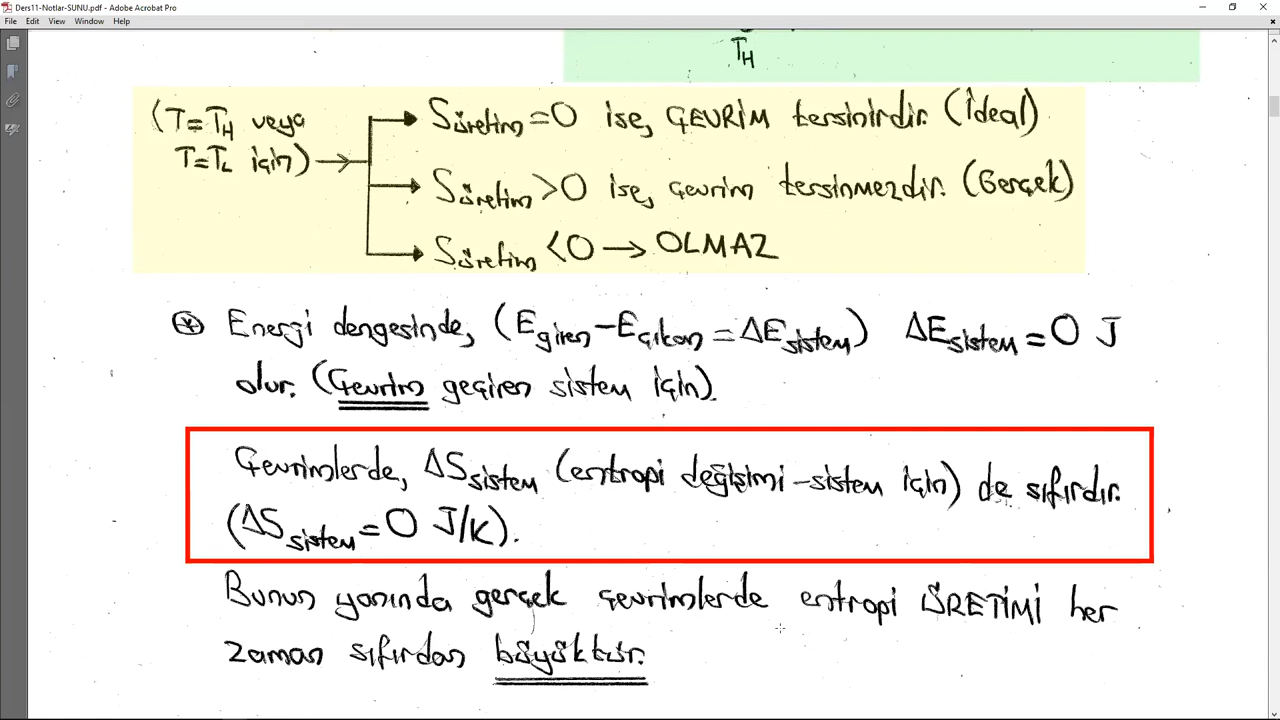 Ders11-Notlar-SUNU.pdf - Adobe Acrobat Pro
File Edit View Window Help
T_H
(T=T_H veya
T=T_L için)
Süretim=0 ise, ÇEVRİM tersinirdir. (İdeal)
Süretim>0 ise, çevrim tersinmezdir. (Gerçek)
Süretim<0 → OLMAZ
⊛ Enerji dengesinde, (E_giren-E_çıkan=ΔE_sistem) ΔE_sistem=0 J
olur. (Çevrim geçiren sistem için).
Çevrimlerde, ΔS_sistem (entropi değişimi-sistem için) de sıfırdır.
(ΔS_sistem=0 J/K).
Bunun yanında gerçek çevrimlerde entropi ÜRETİMİ her
zaman sıfırdan büyüktür.